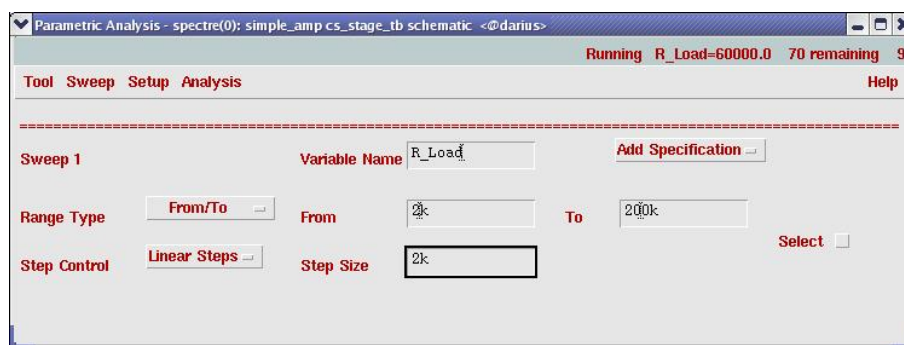 Parametric Analysis - spectre(0): simple_amp cs_stage_tb schematic <@darius>
Running R_Load=60000.0 70 remaining 9
Tool Sweep Setup Analysis Help
Sweep 1 Variable Name R_Load Add Specification
Range Type From/To From 2k To 200k
Select
Step Control Linear Steps Step Size 2k